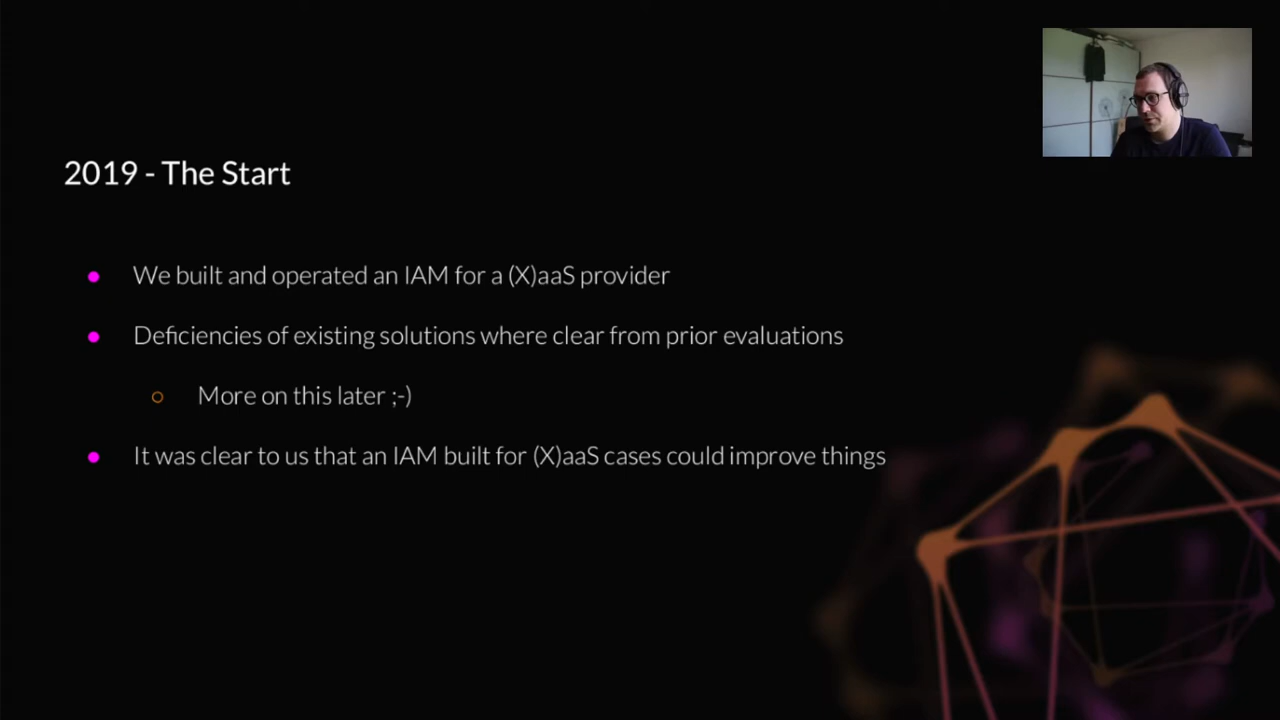 2019 - The Start
We built and operated an IAM for a (X)aaS provider
Deficiencies of existing solutions where clear from prior evaluations
More on this later ;-)
It was clear to us that an IAM built for (X)aaS cases could improve things